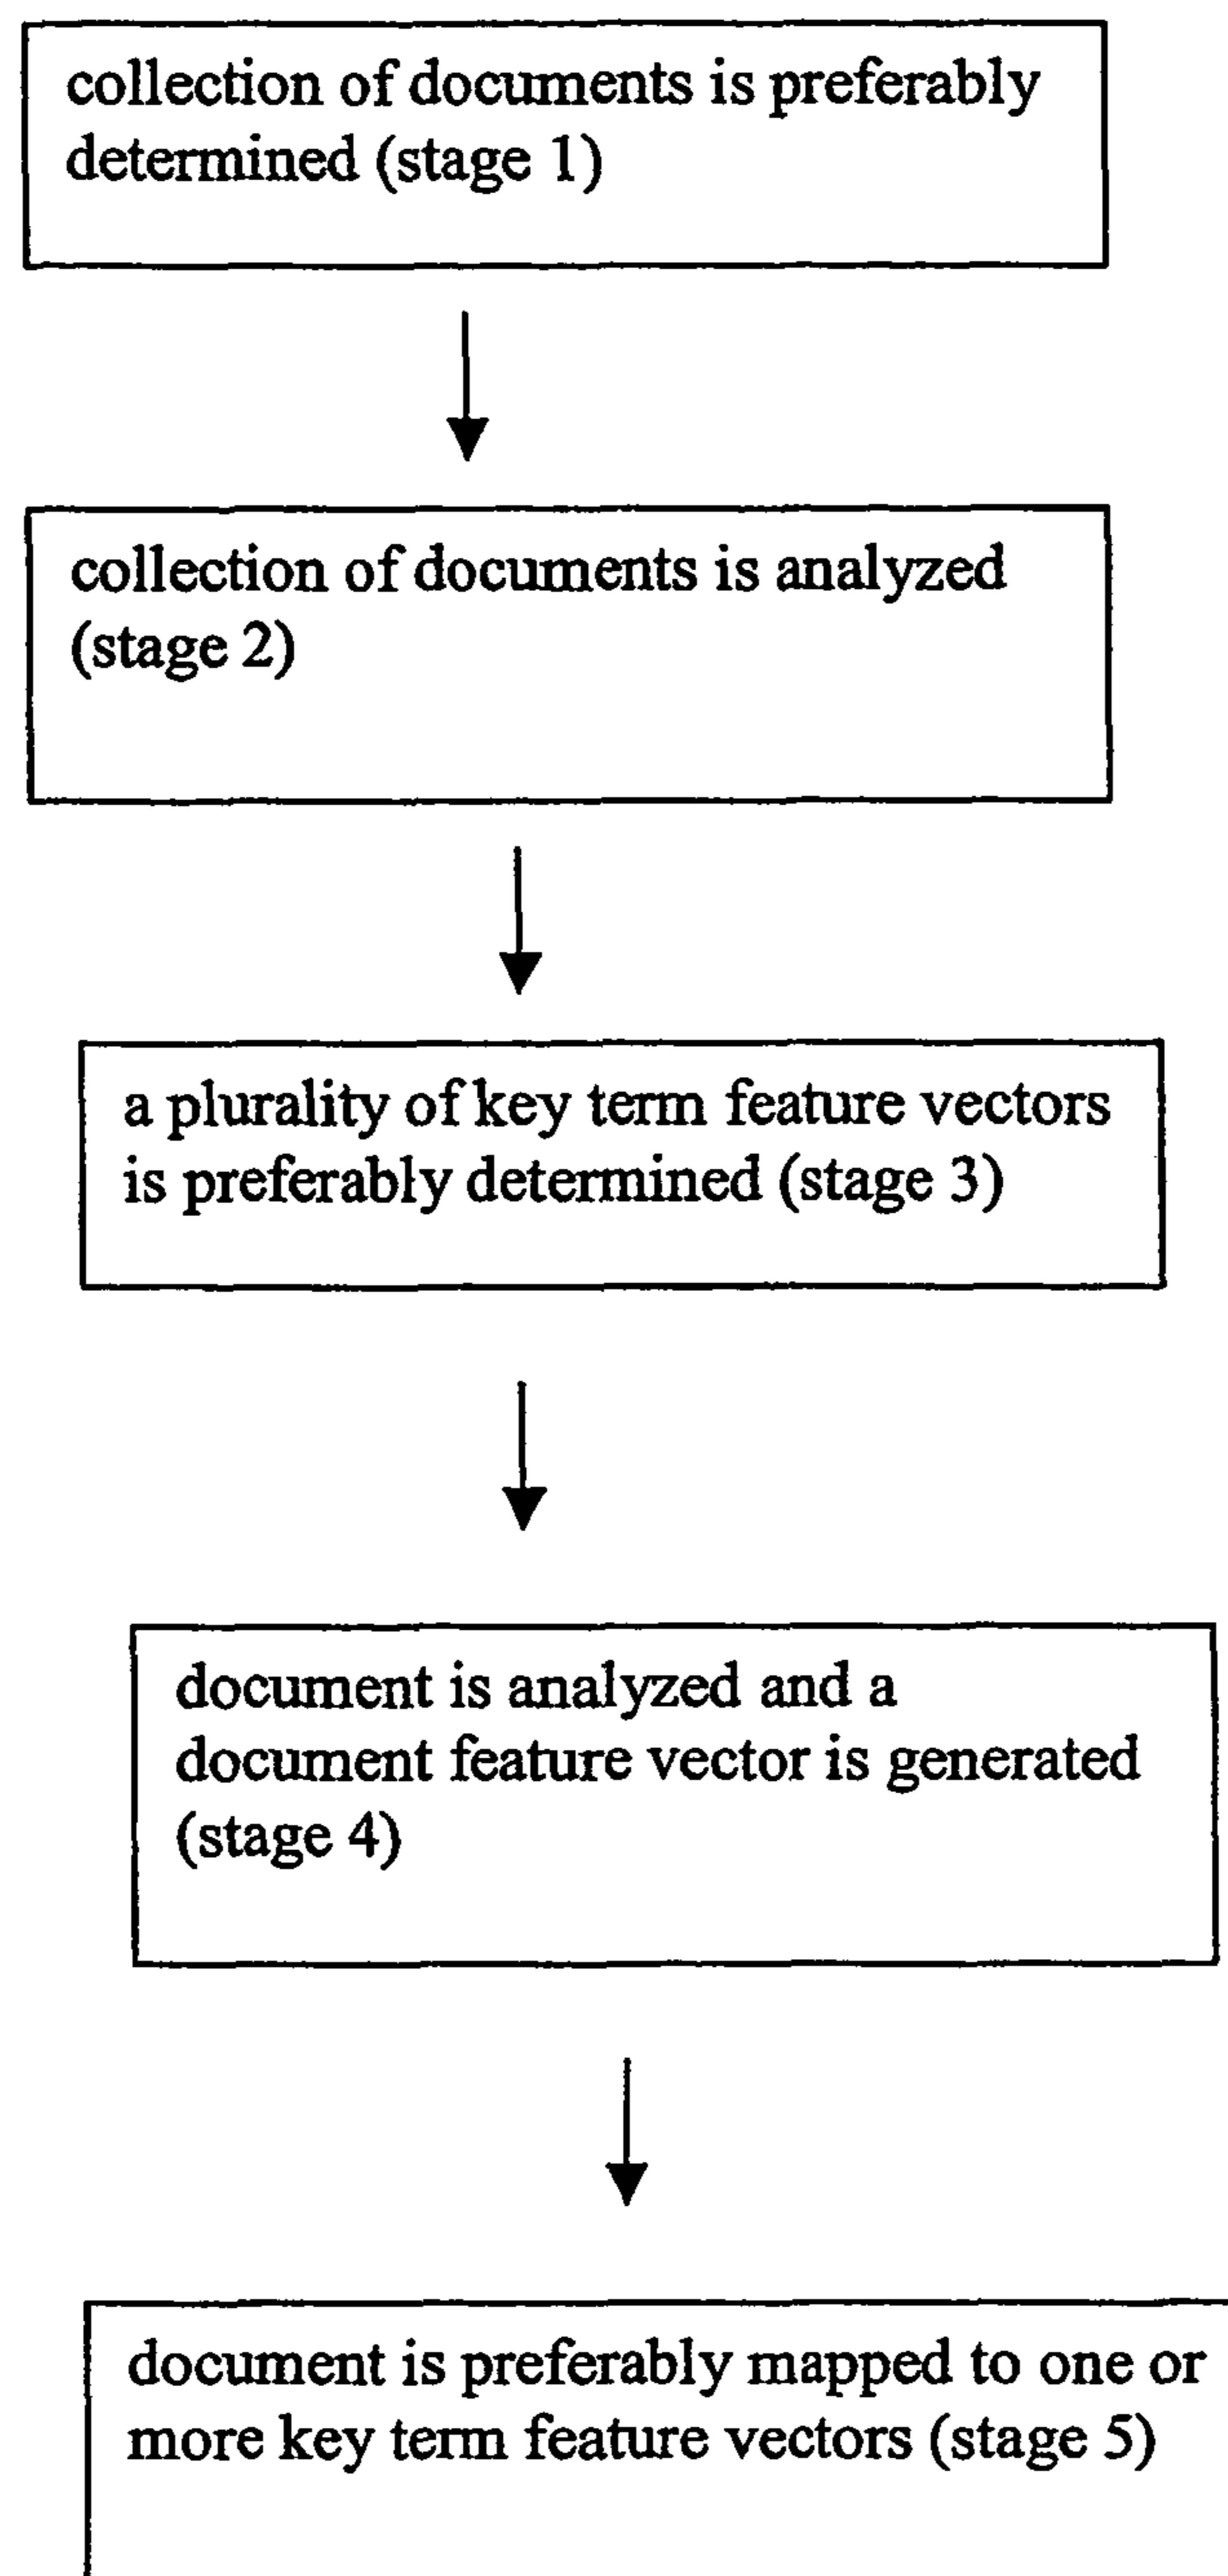 collection of documents is preferably
determined (stage 1)
collection of documents is analyzed
(stage 2)
a plurality of key term feature vectors
is preferably determined (stage 3)
document is analyzed and a
document feature vector is generated
(stage 4)
document is preferably mapped to one or
more key term feature vectors (stage 5)